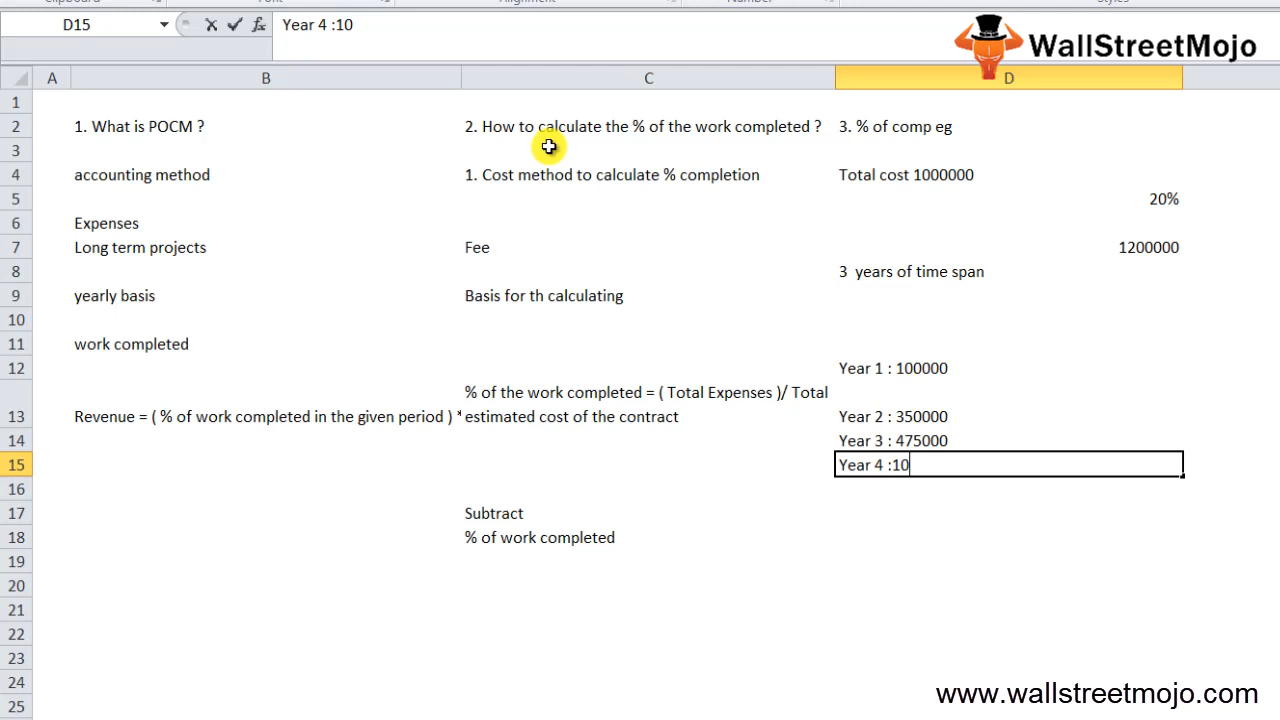 D15
Year 4 :10
WallStreetMojo
A B C D
1
2 1. What is POCM ? 2. How to calculate the % of the work completed ? 3. % of comp eg
3
4 accounting method 1. Cost method to calculate % completion Total cost 1000000
5 20%
6 Expenses
7 Long term projects Fee 1200000
8 3  years of time span
9 yearly basis Basis for th calculating
10
11 work completed
12 Year 1 : 100000
% of the work completed = ( Total Expenses )/ Total
13 Revenue = ( % of work completed in the given period ) * estimated cost of the contract Year 2 : 350000
14 Year 3 : 475000
15 Year 4 :10
16
17 Subtract
18 % of work completed
19
20
21
22
23
24
25
www.wallstreetmojo.com